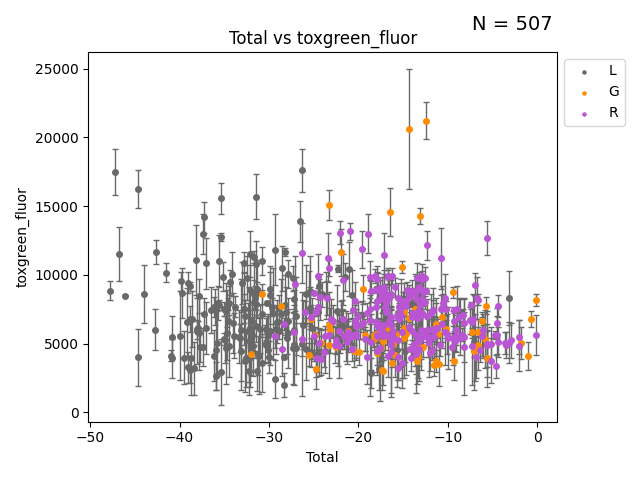 N = 507
Total vs toxgreen_fluor
25000
20000
15000
10000
5000
0
toxgreen_fluor
−50
−40
−30
−20
−10
0
Total
L
G
R